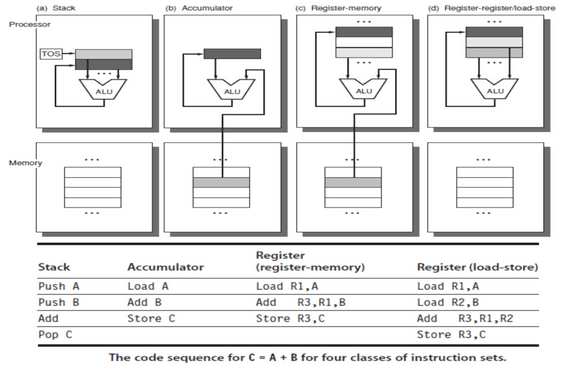 (a) Stack (b) Accumulator (c) Register-memory (d) Register-register/load-store
Processor
TOS
...
...
...
ALU ALU ALU ALU
Memory
... ... ... ...
... ... ... ...
Stack Accumulator Register (register-memory) Register (load-store)
Push A Load A Load R1,A Load R1,A
Push B Add B Add R3,R1,B Load R2,B
Add Store C Store R3,C Add R3,R1,R2
Pop C Store R3,C
The code sequence for C = A + B for four classes of instruction sets.